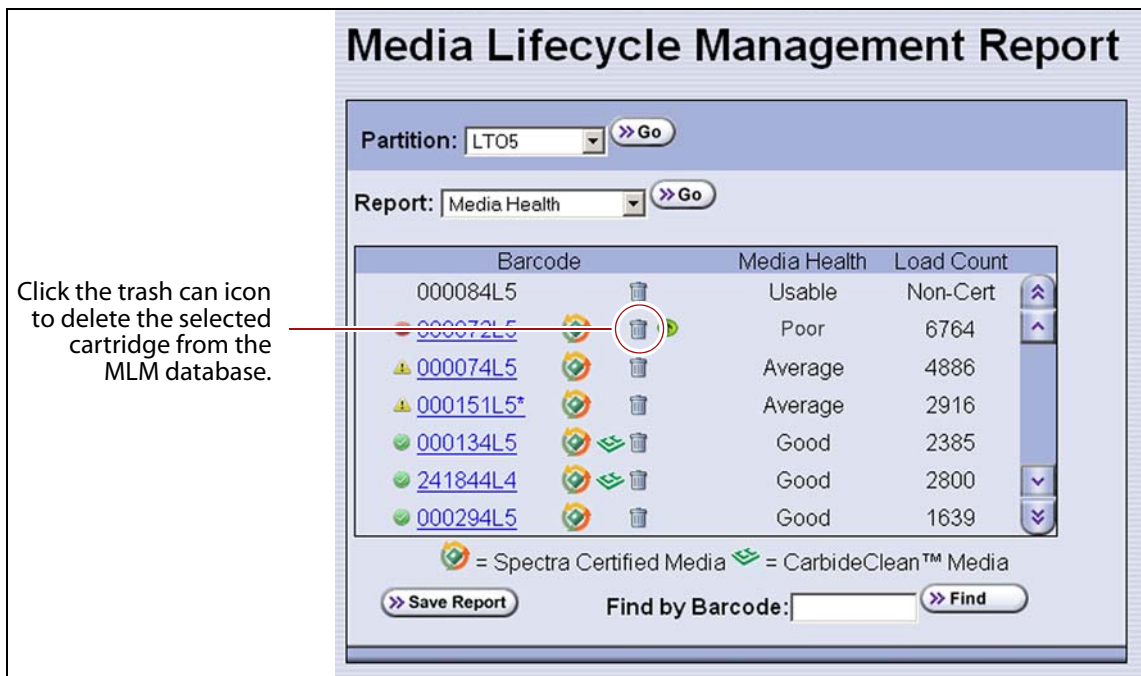 Media Lifecycle Management Report
Partition: LTO5 Go
Report: Media Health Go
Barcode Media Health Load Count
000084L5 Usable Non-Cert
000072L5 Poor 6764
000074L5 Average 4886
000151L5* Average 2916
000134L5 Good 2385
241844L4 Good 2800
000294L5 Good 1639
= Spectra Certified Media = CarbideClean™ Media
Save Report Find by Barcode: Find
Click the trash can icon
to delete the selected
cartridge from the
MLM database.